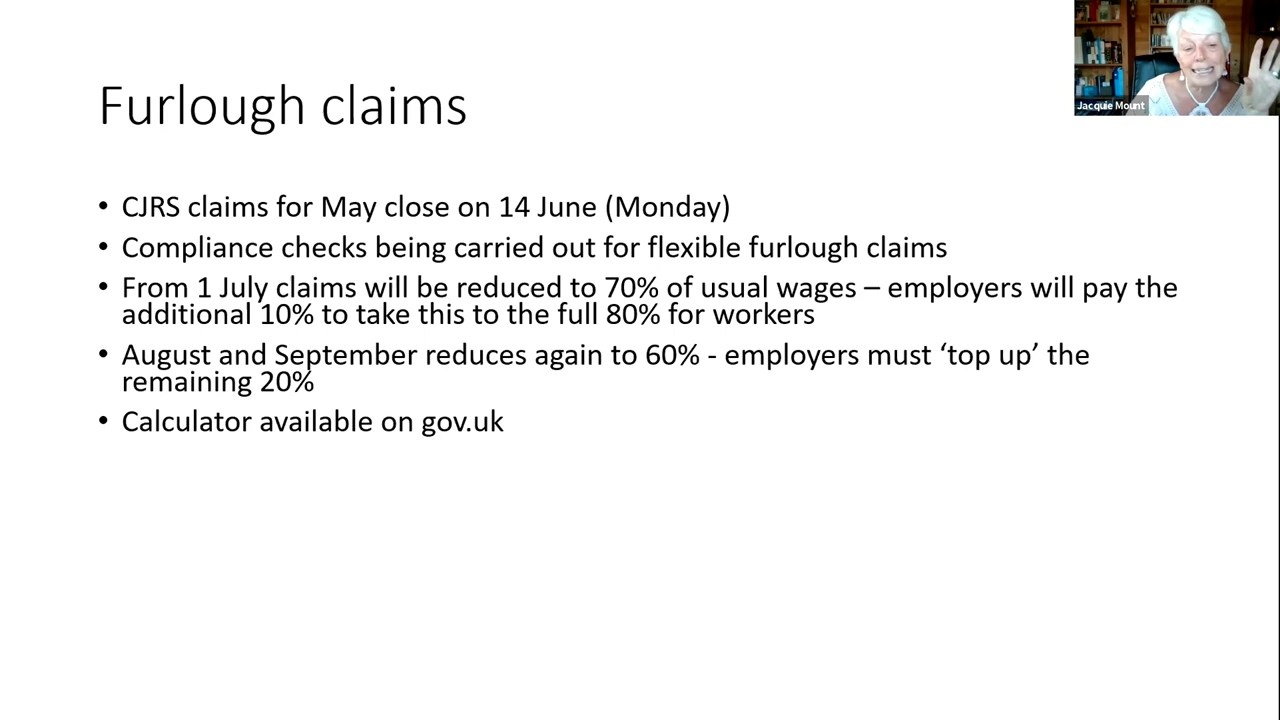 Jacquie Mount
Furlough claims
• CJRS claims for May close on 14 June (Monday)
• Compliance checks being carried out for flexible furlough claims
• From 1 July claims will be reduced to 70% of usual wages – employers will pay the
additional 10% to take this to the full 80% for workers
• August and September reduces again to 60% - employers must ‘top up’ the
remaining 20%
• Calculator available on gov.uk